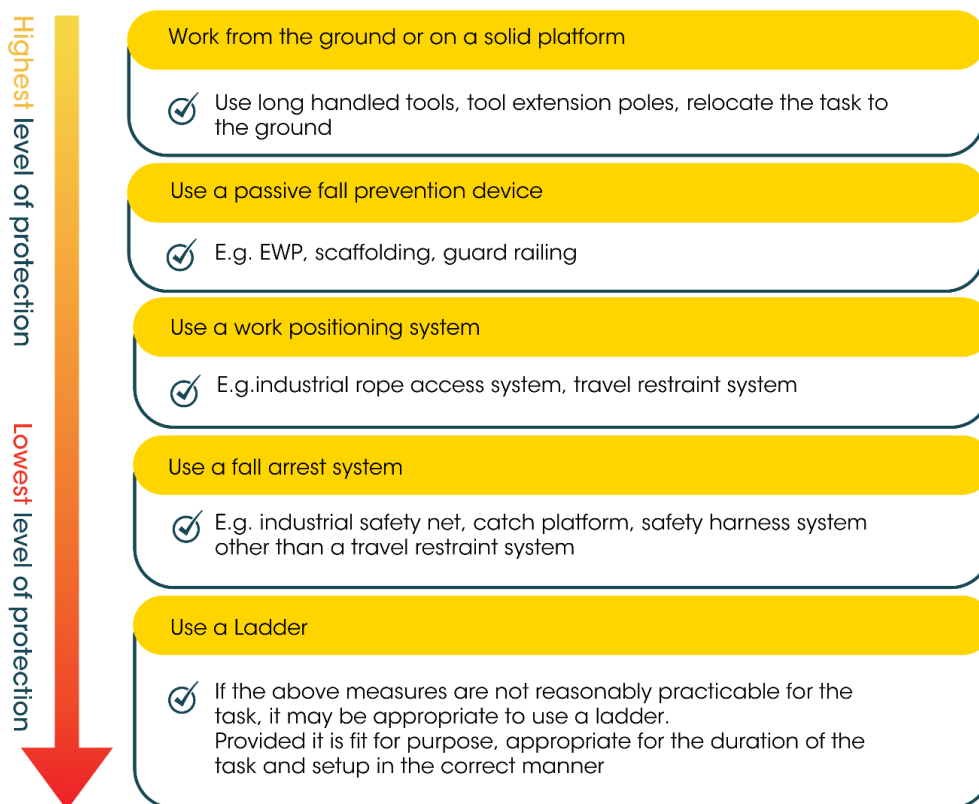 Highest level of protection
Lowest level of protection
Work from the ground or on a solid platform
Use long handled tools, tool extension poles, relocate the task to
the ground
Use a passive fall prevention device
E.g. EWP, scaffolding, guard railing
Use a work positioning system
E.g.industrial rope access system, travel restraint system
Use a fall arrest system
E.g. industrial safety net, catch platform, safety harness system
other than a travel restraint system
Use a Ladder
If the above measures are not reasonably practicable for the
task, it may be appropriate to use a ladder.
Provided it is fit for purpose, appropriate for the duration of the
task and setup in the correct manner